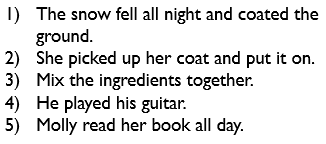 1) The snow fell all night and coated the
ground.
2) She picked up her coat and put it on.
3) Mix the ingredients together.
4) He played his guitar.
5) Molly read her book all day.